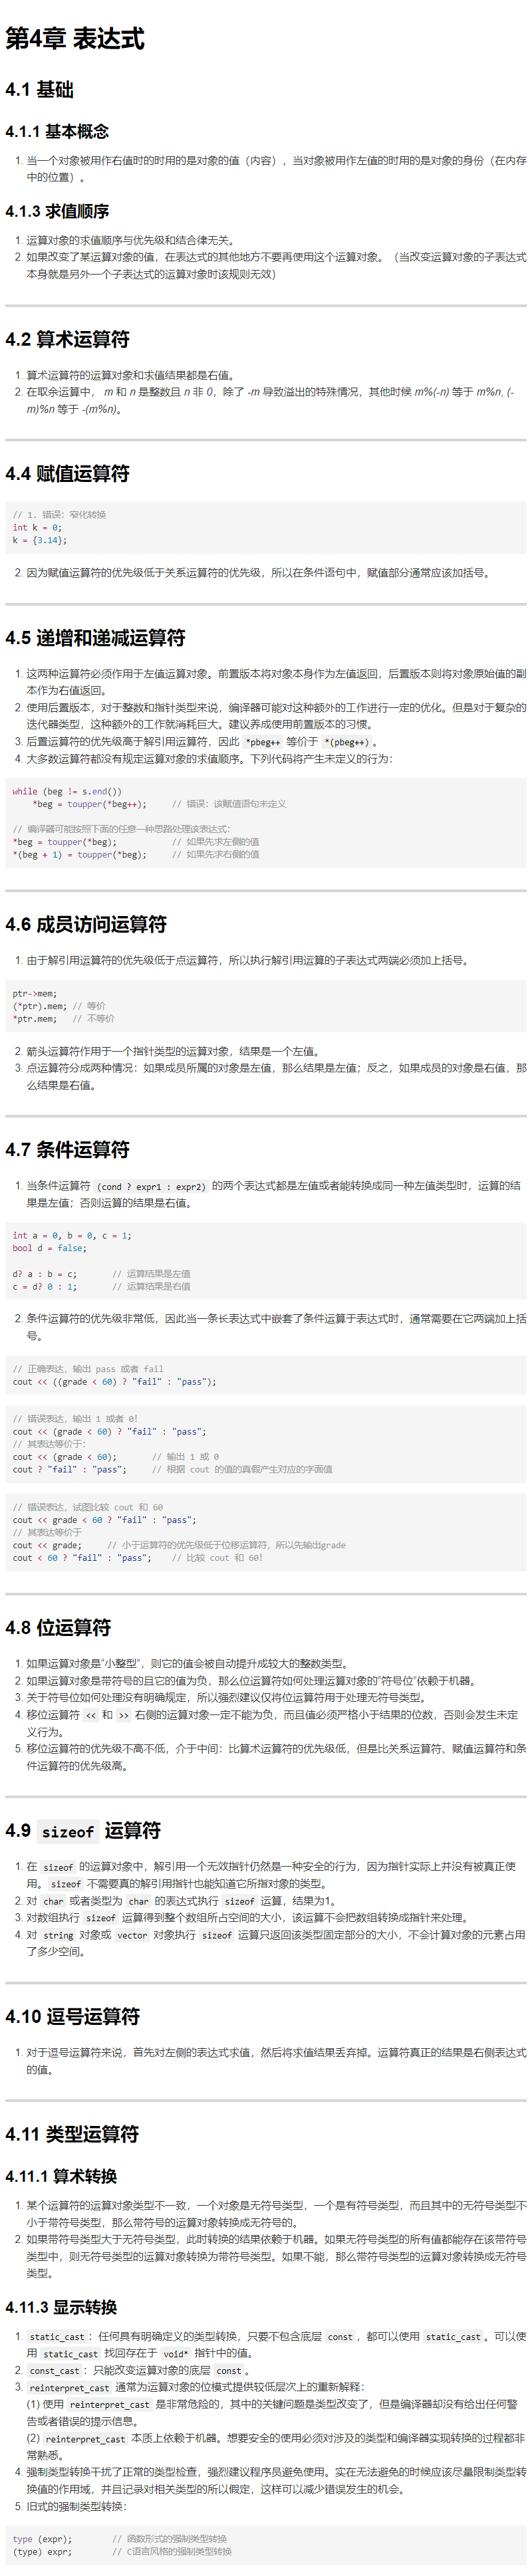 第4章 表达式
4.1 基础
4.1.1 基本概念
1. 当一个对象被用作右值时的时用的是对象的值（内容），当对象被用作左值的时用的是对象的身份（在内存
中的位置）。
4.1.3 求值顺序
1. 运算对象的求值顺序与优先级和结合律无关。
2. 如果改变了某运算对象的值，在表达式的其他地方不要再使用这个运算对象。（当改变运算对象的子表达式
本身就是另外一个子表达式的运算对象时该规则无效）
4.2 算术运算符
1. 算术运算符的运算对象和求值结果都是右值。
2. 在取余运算中， m 和 n 是整数且 n 非 0，除了 -m 导致溢出的特殊情况，其他时候 m%(-n) 等于 m%n, (-
m)%n 等于 -(m%n)。
4.4 赋值运算符
// 1. 错误：窄化转换
int k = 0;
k = {3.14};
2. 因为赋值运算符的优先级低于关系运算符的优先级，所以在条件语句中，赋值部分通常应该加括号。
4.5 递增和递减运算符
1. 这两种运算符必须作用于左值运算对象。前置版本将对象本身作为左值返回，后置版本则将对象原始值的副
本作为右值返回。
2. 使用后置版本，对于整数和指针类型来说，编译器可能对这种额外的工作进行一定的优化。但是对于复杂的
迭代器类型，这种额外的工作就消耗巨大。建议养成使用前置版本的习惯。
3. 后置运算符的优先级高于解引用运算符，因此 *pbeg++ 等价于 *(pbeg++) 。
4. 大多数运算符都没有规定运算对象的求值顺序。下列代码将产生未定义的行为：
while (beg != s.end())
*beg = toupper(*beg++); // 错误：该赋值语句未定义
// 编译器可能按照下面的任意一种思路处理该表达式：
*beg = toupper(*beg); // 如果先求左侧的值
*(beg + 1) = toupper(*beg); // 如果先求右侧的值
4.6 成员访问运算符
1. 由于解引用运算符的优先级低于点运算符，所以执行解引用运算的子表达式两端必须加上括号。
ptr->mem;
(*ptr).mem; // 等价
*ptr.mem; // 不等价
2. 箭头运算符作用于一个指针类型的运算对象，结果是一个左值。
3. 点运算符分成两种情况：如果成员所属的对象是左值，那么结果是左值；反之，如果成员的对象是右值，那
么结果是右值。
4.7 条件运算符
1. 当条件运算符 (cond ? expr1 : expr2) 的两个表达式都是左值或者能转换成同一种左值类型时，运算的结
果是左值；否则运算的结果是右值。
int a = 0, b = 0, c = 1;
bool d = false;
d? a : b = c; // 运算结果是左值
c = d? 0 : 1; // 运算结果是右值
2. 条件运算符的优先级非常低，因此当一条长表达式中嵌套了条件运算于表达式时，通常需要在它两端加上括
号。
// 正确表达，输出 pass 或者 fail
cout << ((grade < 60) ? "fail" : "pass");
// 错误表达，输出 1 或者 0!
cout << (grade < 60) ? "fail" : "pass";
// 其表达等价于：
cout << (grade < 60); // 输出 1 或 0
cout ? "fail" : "pass"; // 根据 cout 的值的真假产生对应的字面值
// 错误表达，试图比较 cout 和 60
cout << grade < 60 ? "fail" : "pass";
// 其表达等价于
cout << grade; // 小于运算符的优先级低于位移运算符，所以先输出grade
cout < 60 ? "fail" : "pass"; // 比较 cout 和 60!
4.8 位运算符
1. 如果运算对象是"小整型"，则它的值会被自动提升成较大的整数类型。
2. 如果运算对象是带符号的且它的值为负，那么位运算符如何处理运算对象的"符号位"依赖于机器。
3. 关于符号位如何处理没有明确规定，所以强烈建议仅将位运算符用于处理无符号类型。
4. 移位运算符 << 和 >> 右侧的运算对象一定不能为负，而且值必须严格小于结果的位数，否则会发生未定
义行为。
5. 移位运算符的优先级不高不低，介于中间：比算术运算符的优先级低，但是比关系运算符、赋值运算符和条
件运算符的优先级高。
4.9 sizeof 运算符
1. 在 sizeof 的运算对象中，解引用一个无效指针仍然是一种安全的行为，因为指针实际上并没有被真正使
用。 sizeof 不需要真的解引用指针也能知道它所指对象的类型。
2. 对 char 或者类型为 char 的表达式执行 sizeof 运算，结果为1。
3. 对数组执行 sizeof 运算得到整个数组所占空间的大小，该运算不会把数组转换成指针来处理。
4. 对 string 对象或 vector 对象执行 sizeof 运算只返回该类型固定部分的大小，不会计算对象的元素占用
了多少空间。
4.10 逗号运算符
1. 对于逗号运算符来说，首先对左侧的表达式求值，然后将求值结果丢弃掉。运算符真正的结果是右侧表达式
的值。
4.11 类型运算符
4.11.1 算术转换
1. 某个运算符的运算对象类型不一致，一个对象是无符号类型，一个是有符号类型，而且其中的无符号类型不
小于带符号类型，那么带符号的运算对象转换成无符号的。
2. 如果带符号类型大于无符号类型，此时转换的结果依赖于机器。如果无符号类型的所有值都能存在该带符号
类型中，则无符号类型的运算对象转换为带符号类型。如果不能，那么带符号类型的运算对象转换成无符号
类型。
4.11.3 显示转换
1. static_cast ：任何具有明确定义的类型转换，只要不包含底层 const ，都可以使用 static_cast 。可以使
用 static_cast 找回存在于 void* 指针中的值。
2. const_cast ：只能改变运算对象的底层 const 。
3. reinterpret_cast 通常为运算对象的位模式提供较低层次上的重新解释：
(1) 使用 reinterpret_cast 是非常危险的，其中的关键问题是类型改变了，但是编译器却没有给出任何警
告或者错误的提示信息。
(2) reinterpret_cast 本质上依赖于机器。想要安全的使用必须对涉及的类型和编译器实现转换的过程都非
常熟悉。
4. 强制类型转换干扰了正常的类型检查，强烈建议程序员避免使用。实在无法避免的时候应该尽量限制类型转
换值的作用域，并且记录对相关类型的所以假定，这样可以减少错误发生的机会。
5. 旧式的强制类型转换：
type (expr); // 函数形式的强制类型转换
(type) expr; // C语言风格的强制类型转换